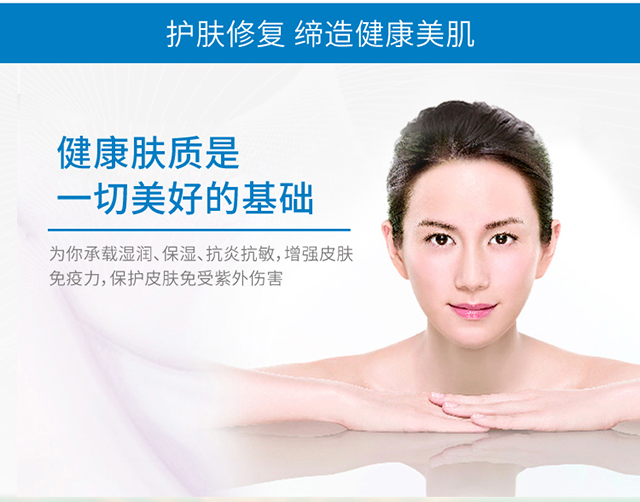 护肤修复 缔造健康美肌
健康肤质是
一切美好的基础
为你承载湿润、保湿、抗炎抗敏，增强皮肤
免疫力，保护皮肤免受紫外伤害